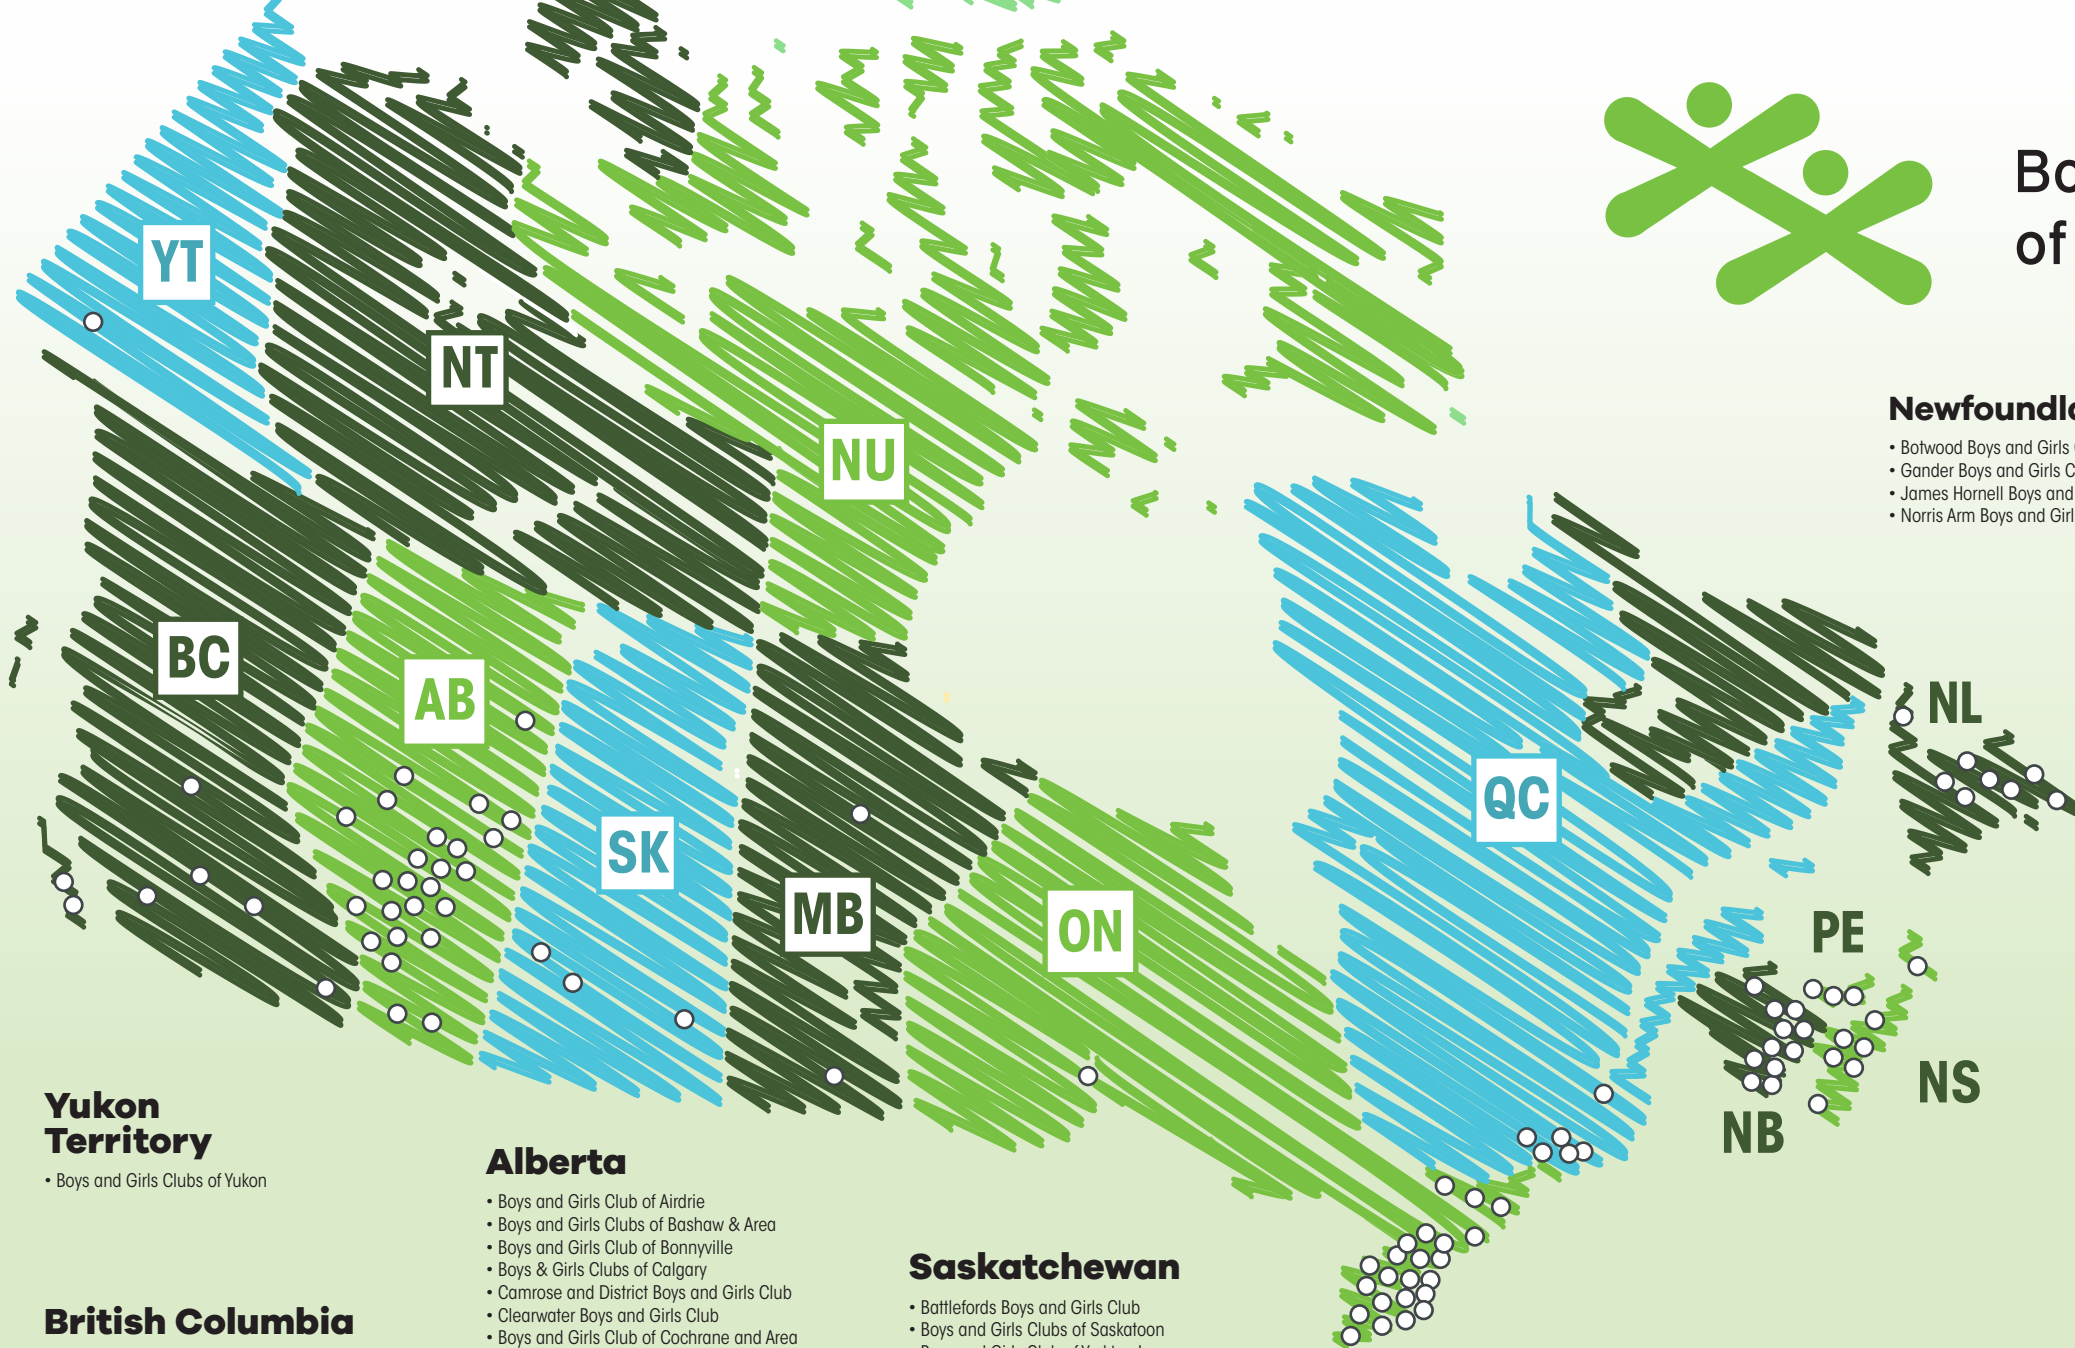 Bo
of
YT
NT
NU
BC
AB
SK
MB
ON
QC
NL
PE
NS
NB
Newfoundla
• Botwood Boys and Girls
• Gander Boys and Girls C
• James Hornell Boys and
• Norris Arm Boys and Girl
Yukon
Territory
• Boys and Girls Clubs of Yukon
British Columbia
Alberta
• Boys and Girls Club of Airdrie
• Boys and Girls Clubs of Bashaw & Area
• Boys and Girls Club of Bonnyville
• Boys & Girls Clubs of Calgary
• Camrose and District Boys and Girls Club
• Clearwater Boys and Girls Club
• Boys and Girls Club of Cochrane and Area
Saskatchewan
• Battlefords Boys and Girls Club
• Boys and Girls Clubs of Saskatoon